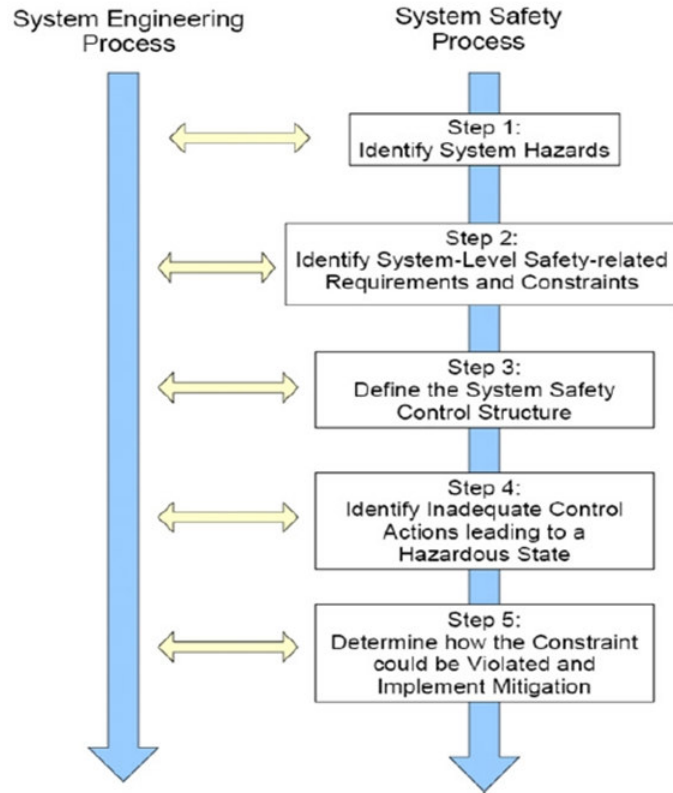 System Engineering
Process
System Safety
Process
Step 1:
Identify System Hazards
Step 2:
Identify System-Level Safety-related
Requirements and Constraints
Step 3:
Define the System Safety
Control Structure
Step 4:
Identify Inadequate Control
Actions leading to a
Hazardous State
Step 5:
Determine how the Constraint
could be Violated and
Implement Mitigation